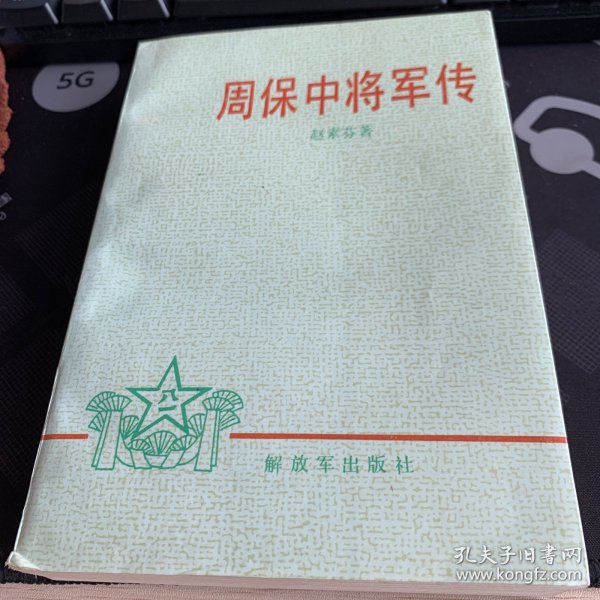 5G
周保中将军传
赵素芬著
八一
解放军出版社
孔夫子旧书网
www.kongfz.com